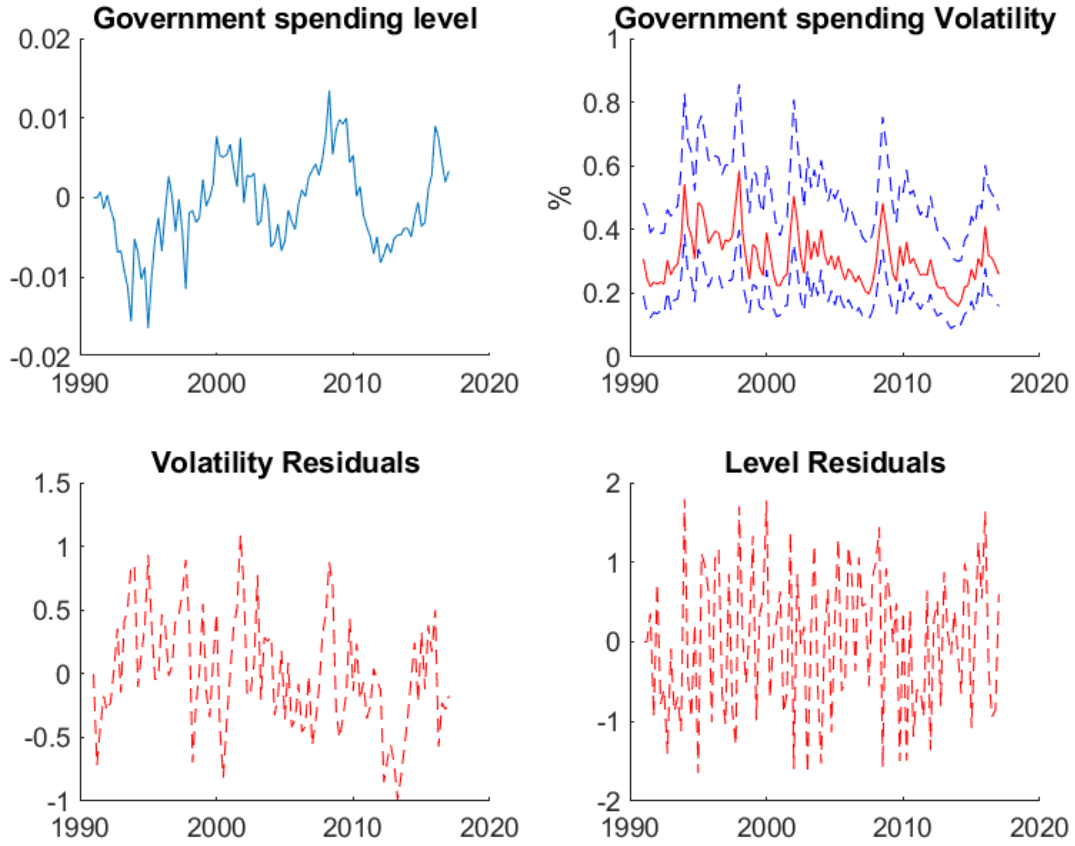 Government spending level
0.02
0.01
0
-0.01
-0.02
1990 2000 2010 2020
Government spending Volatility
1
0.8
0.6
0.4
0.2
0
%
1990 2000 2010 2020
Volatility Residuals
1.5
1
0.5
0
-0.5
-1
1990 2000 2010 2020
Level Residuals
2
1
0
-1
-2
1990 2000 2010 2020